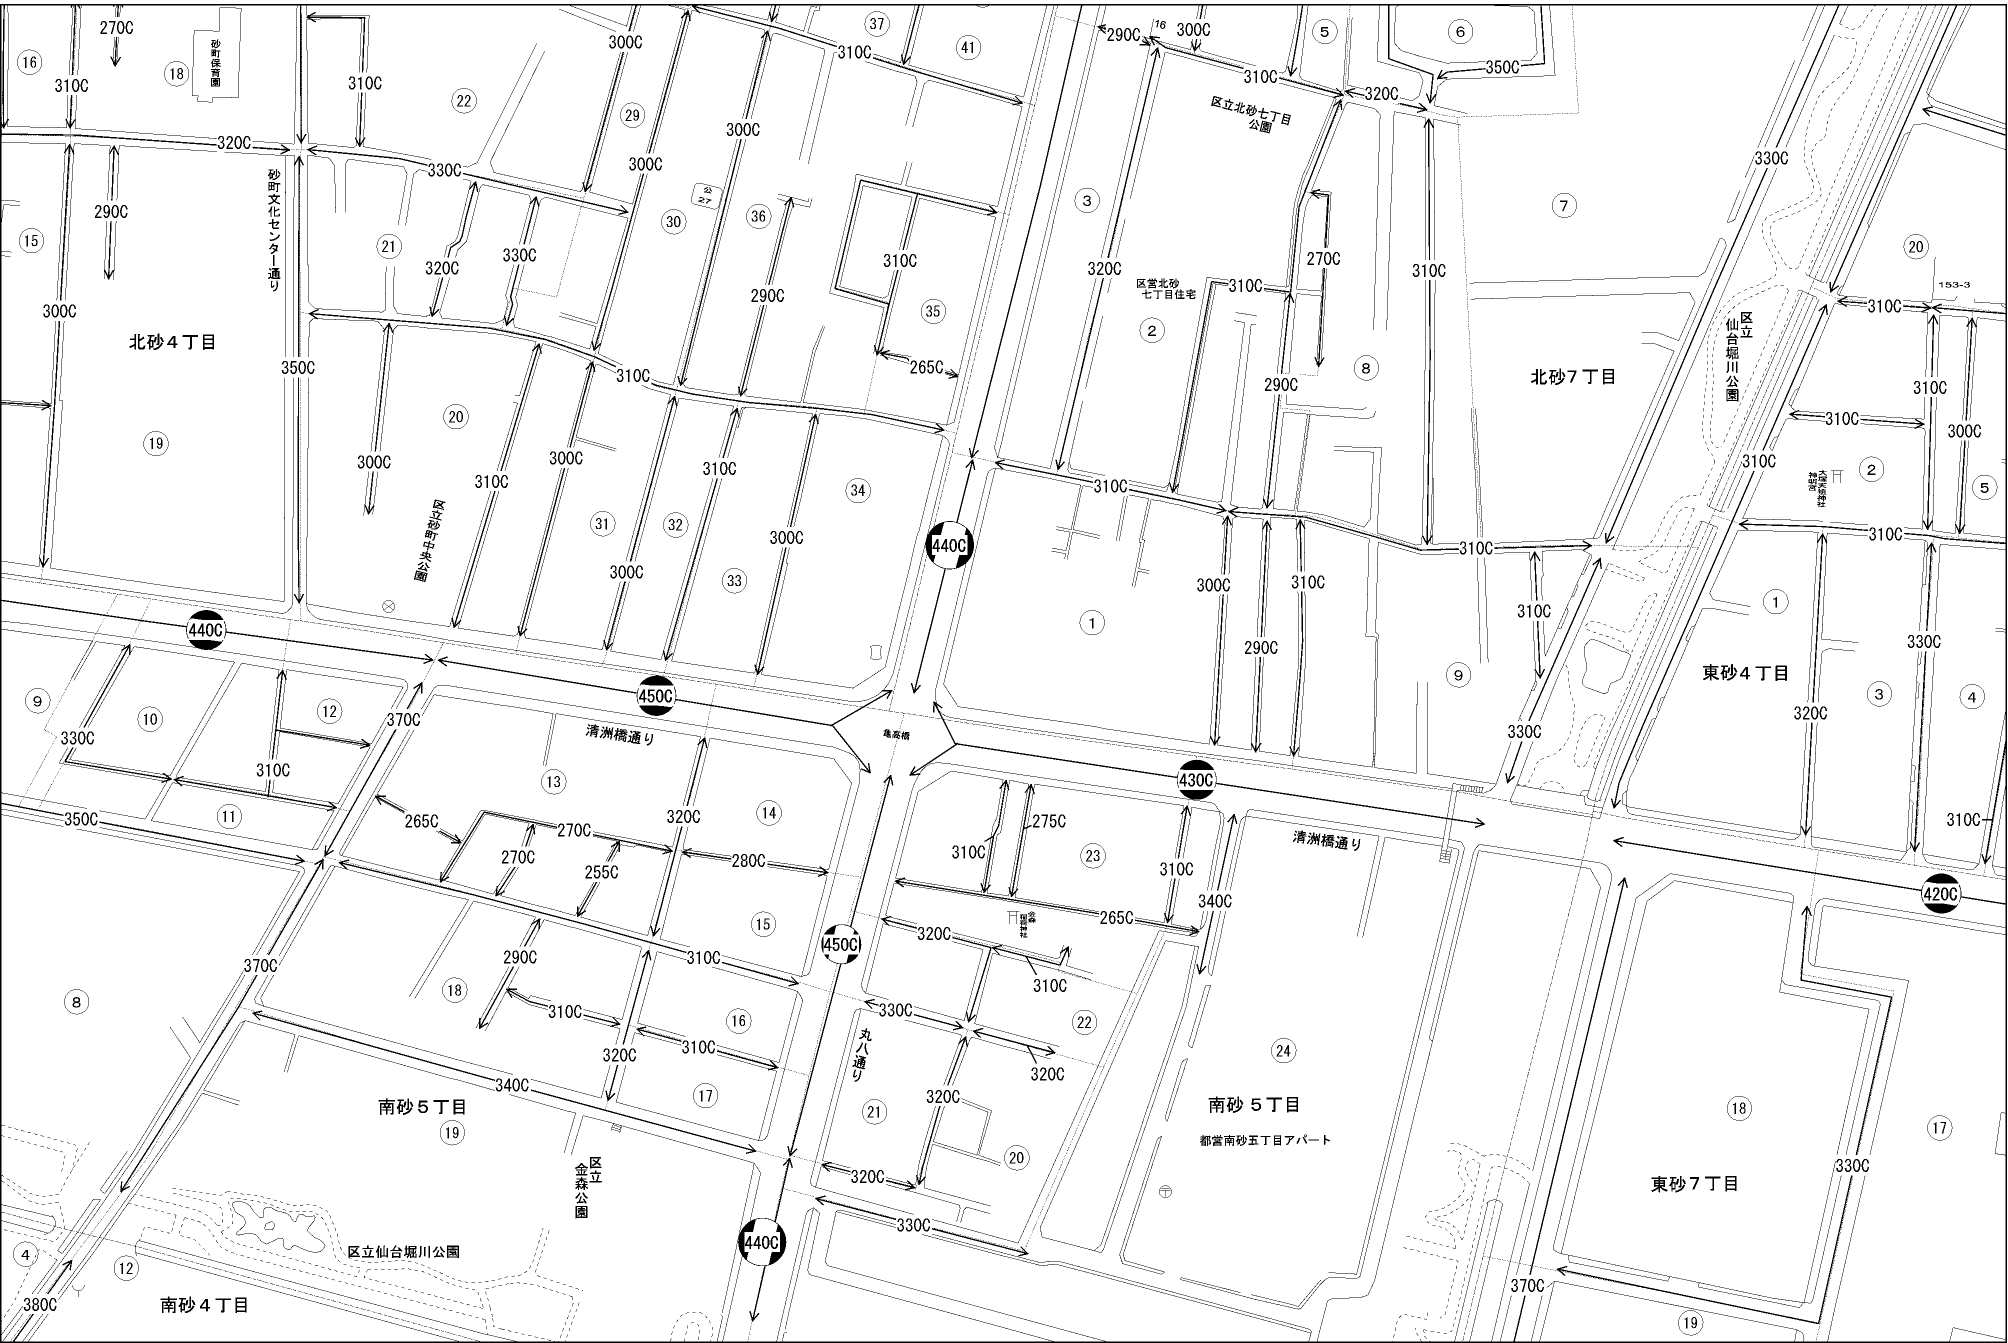 270C
37
16
290C
300C
5
6
16
18
砂町保育園
310C
310C
22
300C
29
310C
41
310C
320C
350C
区立北砂七丁目
公園
320C
330C
300C
300C
公
27
330C
砂町文化センター通り
290C
15
21
320C
330C
30
36
310C
3
7
20
270C
310C
320C
290C
区営北砂
七丁目住宅
310C
153-3
300C
北砂4丁目
350C
310C
35
265C
2
290C
8
北砂7丁目
区立
仙台堀川公園
310C
310C
310C
300C
19
20
300C
310C
300C
310C
300C
34
310C
310C
2
5
区立砂町中央公園
31
32
33
300C
300C
440C
310C
310C
300C
310C
290C
310C
1
9
1
330C
東砂4丁目
3
4
320C
310C
440C
450C
9
10
12
370C
330C
310C
清洲橋通り
亀高橋
330C
430C
350C
11
265C
13
270C
270C
255C
320C
14
280C
310C
275C
23
310C
340C
清洲橋通り
420C
265C
370C
290C
310C
15
450C
320C
310C
8
18
310C
320C
16
310C
330C
22
320C
丸八通り
24
340C
17
21
320C
南砂5丁目
19
南砂5丁目
都営南砂五丁目アパート
18
17
330C
20
320C
区立
金森公園
東砂7丁目
330C
440C
区立仙台堀川公園
4
12
380C
南砂4丁目
370C
19